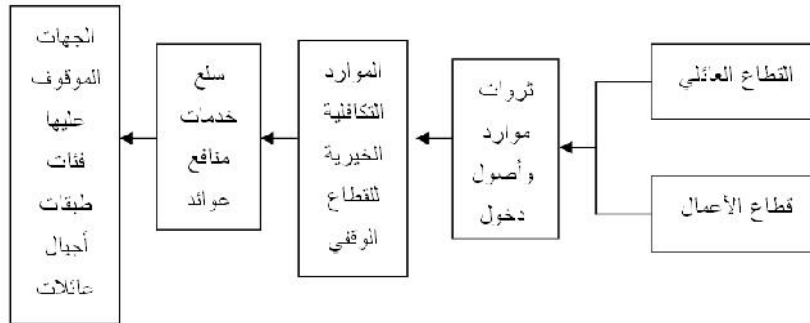 القطاع العائلي
قطاع الأعمال
ثروات
موارد
وأصول
دخول
الموارد
التكافلية
الخيرية
للقطاع
الوقفي
سلع
خدمات
منافع
عوائد
الجهات
الموقوف
عليها
فئات
طبقات
أجيال
عائلات